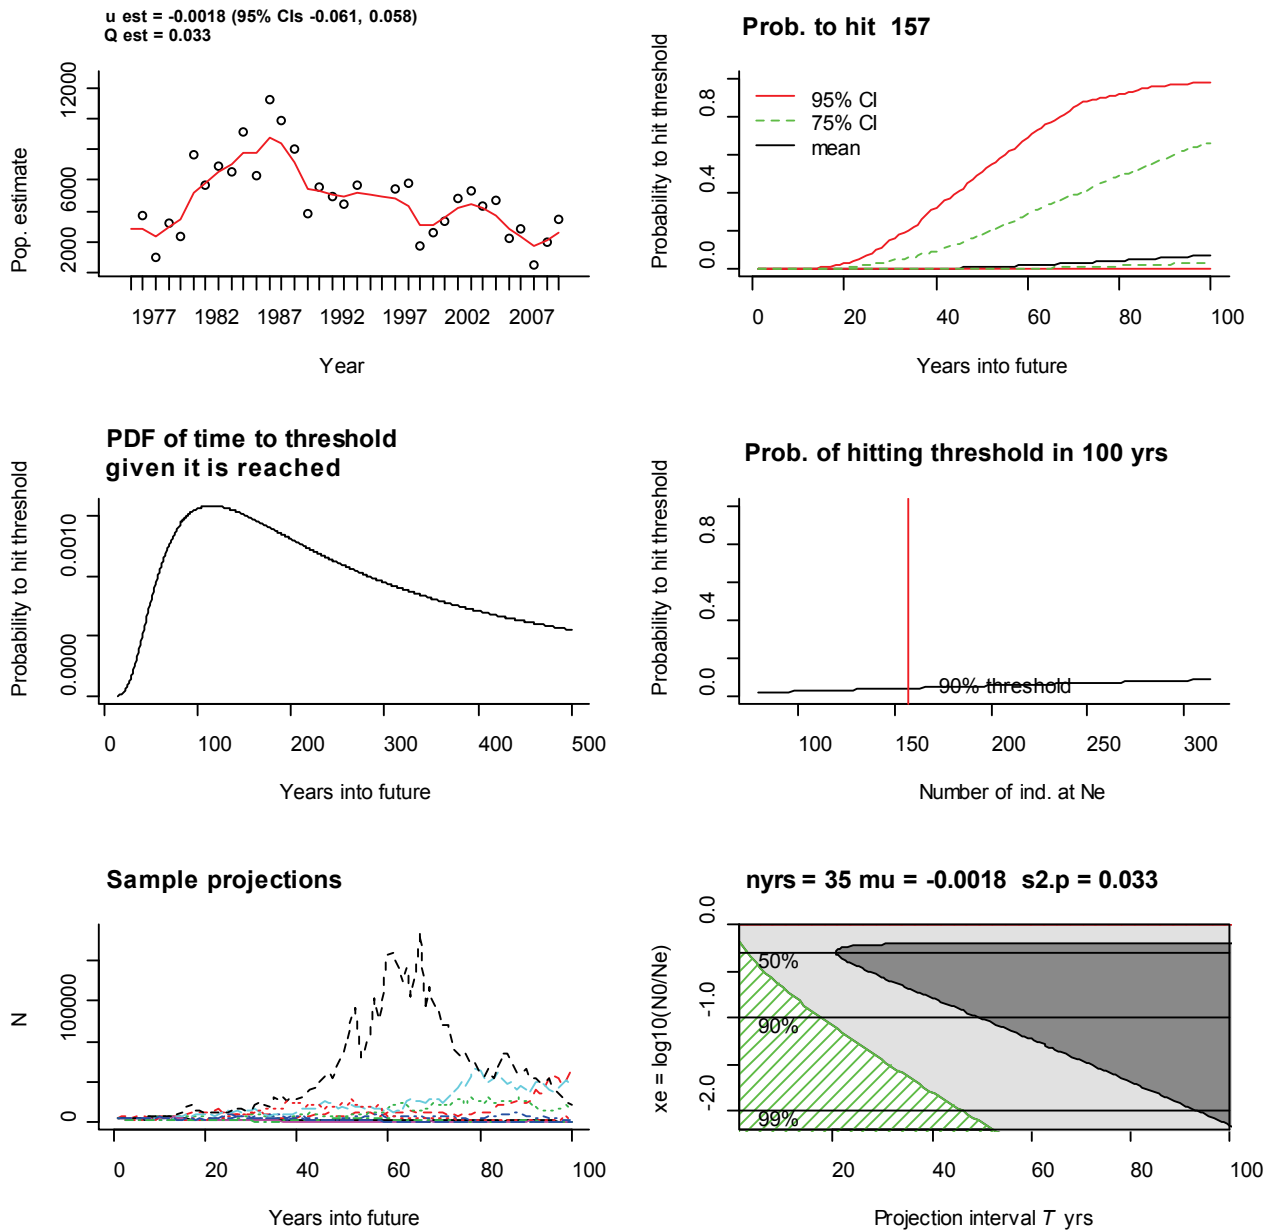 u est = -0.0018 (95% CIs -0.061, 0.058)
Q est = 0.033
Pop. estimate
2000 6000 12000
1977 1982 1987 1992 1997 2002 2007
Year
Prob. to hit 157
Probability to hit threshold
0.0 0.4 0.8
95% CI
75% CI
mean
0 20 40 60 80 100
Years into future
PDF of time to threshold
given it is reached
Probability to hit threshold
0.0000 0.0010
0 100 200 300 400 500
Years into future
Prob. of hitting threshold in 100 yrs
Probability to hit threshold
0.0 0.4 0.8
90% threshold
100 150 200 250 300
Number of ind. at Ne
Sample projections
N
0 100000
0 20 40 60 80 100
Years into future
nyrs = 35 mu = -0.0018 s2.p = 0.033
xe = log10(N0/Ne)
-2.0 -1.0 0.0
50%
90%
99%
20 40 60 80 100
Projection interval T yrs